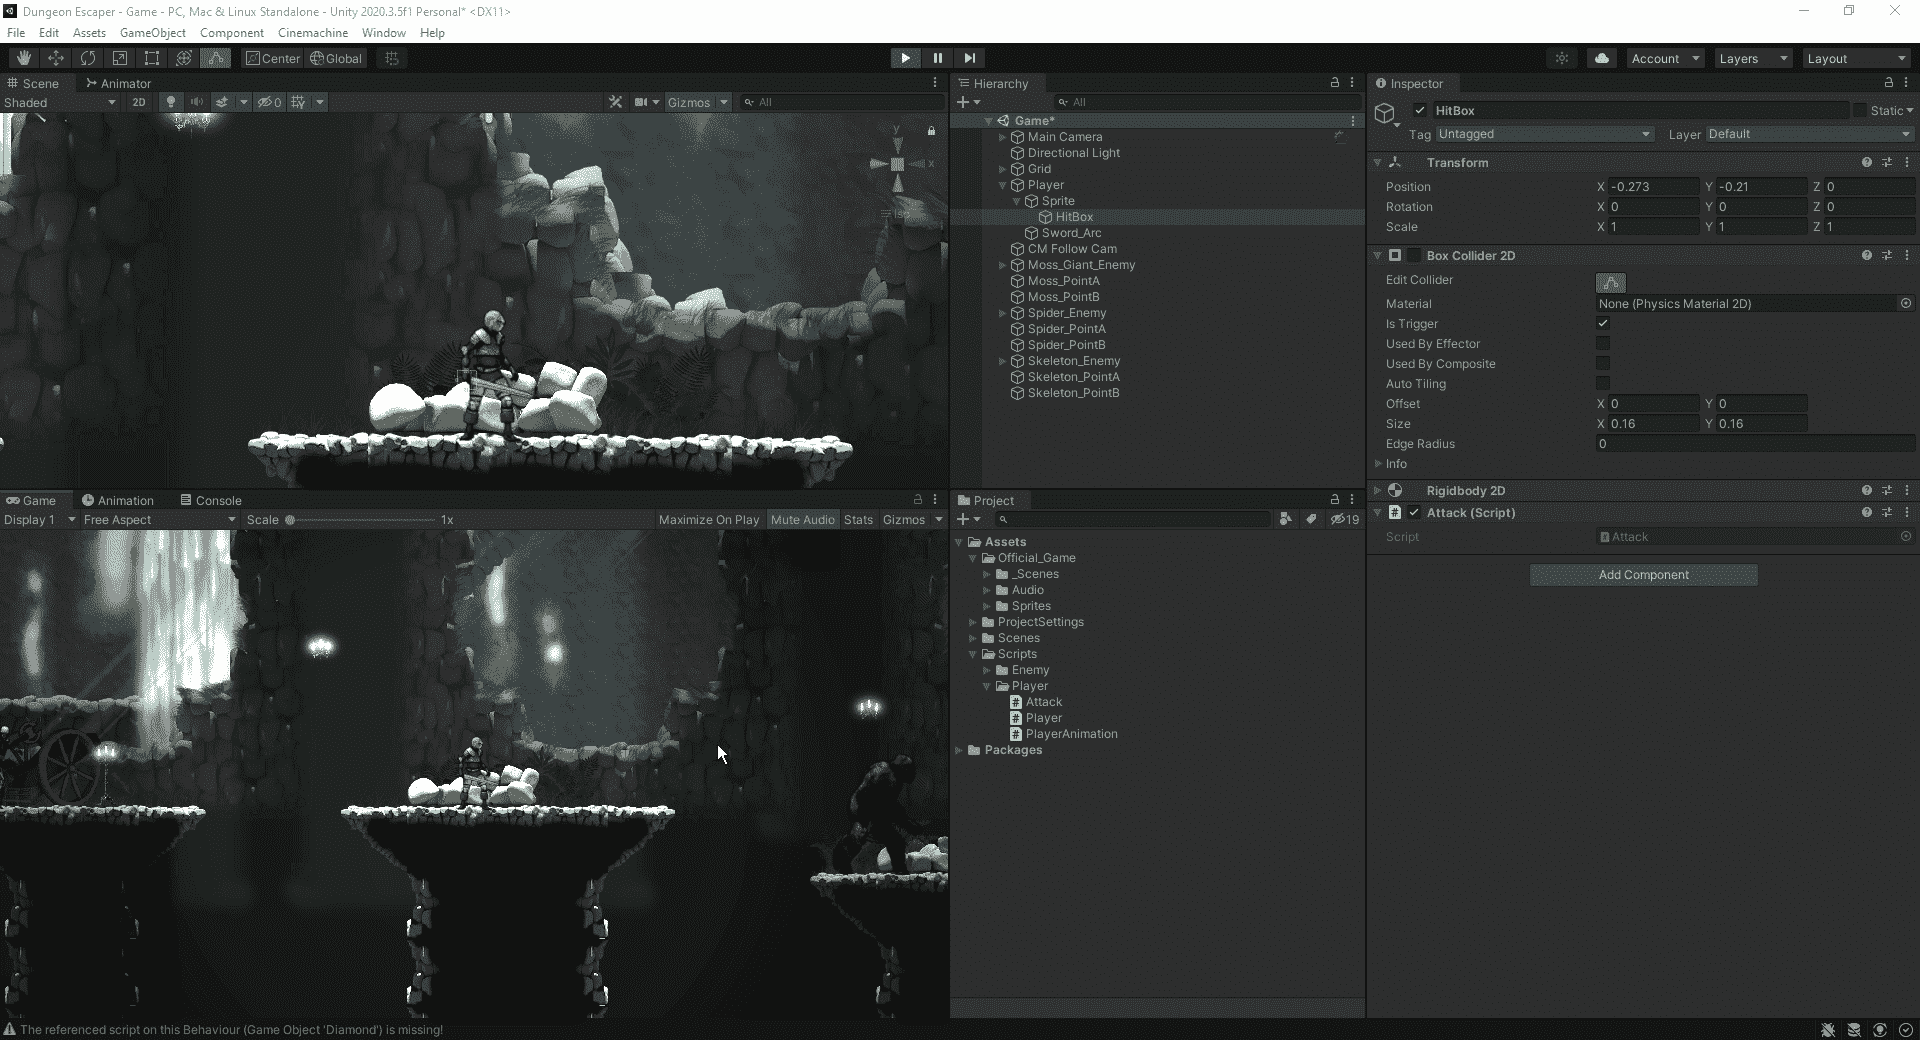 Dungeon Escaper - Game - PC, Mac & Linux Standalone - Unity 2020.3.5f1 Personal* <DX11>
File Edit Assets GameObject Component Cinemachine Window Help
Center Global
Account Layers Layout
Scene Animator
Shaded 2D 0 Gizmos All
Hierarchy
All
Game*
Main Camera
Directional Light
Grid
Player
Sprite
HitBox
Sword_Arc
CM Follow Cam
Moss_Giant_Enemy
Moss_PointA
Moss_PointB
Spider_Enemy
Spider_PointA
Spider_PointB
Skeleton_Enemy
Skeleton_PointA
Skeleton_PointB
y
x
Iso
Inspector
HitBox Static
Tag Untagged Layer Default
Transform
Position X -0.273 Y -0.21 Z 0
Rotation X 0 Y 0 Z 0
Scale X 1 Y 1 Z 1
Box Collider 2D
Edit Collider
Material None (Physics Material 2D)
Is Trigger
Used By Effector
Used By Composite
Auto Tiling
Offset X 0 Y 0
Size X 0.16 Y 0.16
Edge Radius 0
Info
Rigidbody 2D
# Attack (Script)
Script Attack
Add Component
Game Animation Console
Display 1 Free Aspect Scale 1x Maximize On Play Mute Audio Stats Gizmos
Project
19
Assets
Official_Game
_Scenes
Audio
Sprites
ProjectSettings
Scenes
Scripts
Enemy
Player
# Attack
# Player
# PlayerAnimation
Packages
The referenced script on this Behaviour (Game Object 'Diamond') is missing!